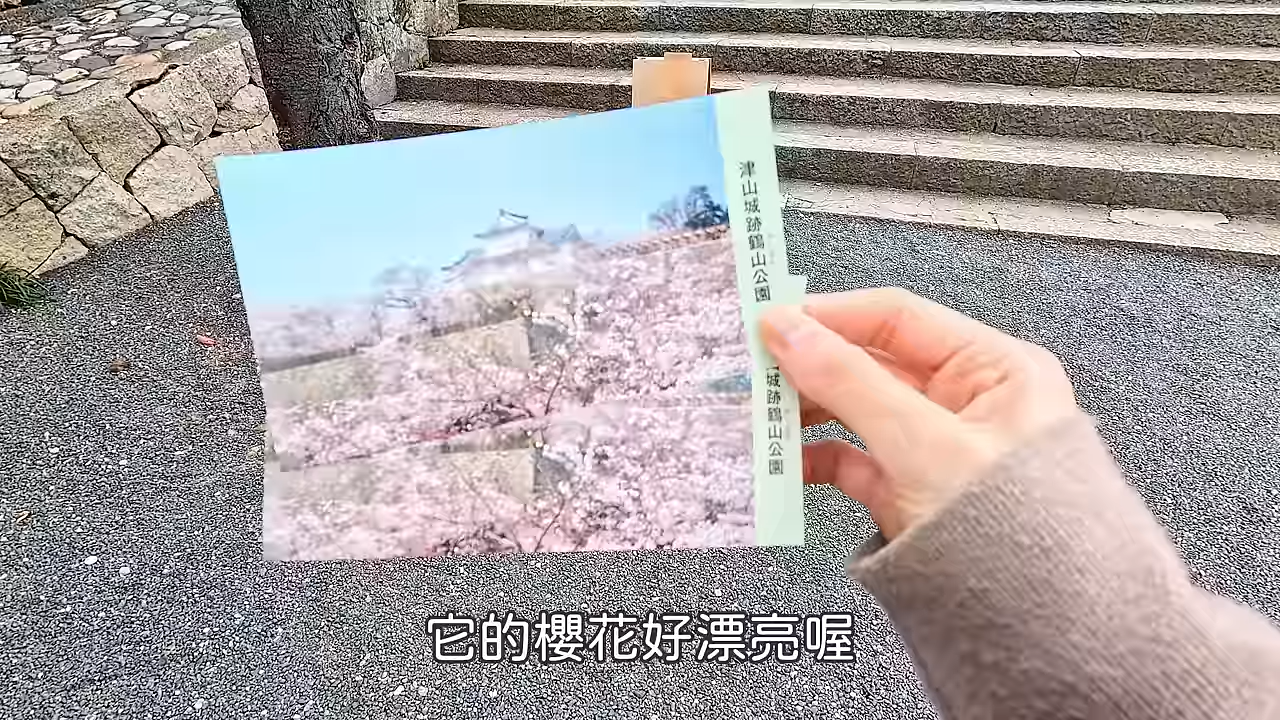 津山城跡鶴山公園
城跡鶴山公園
它的櫻花好漂亮喔